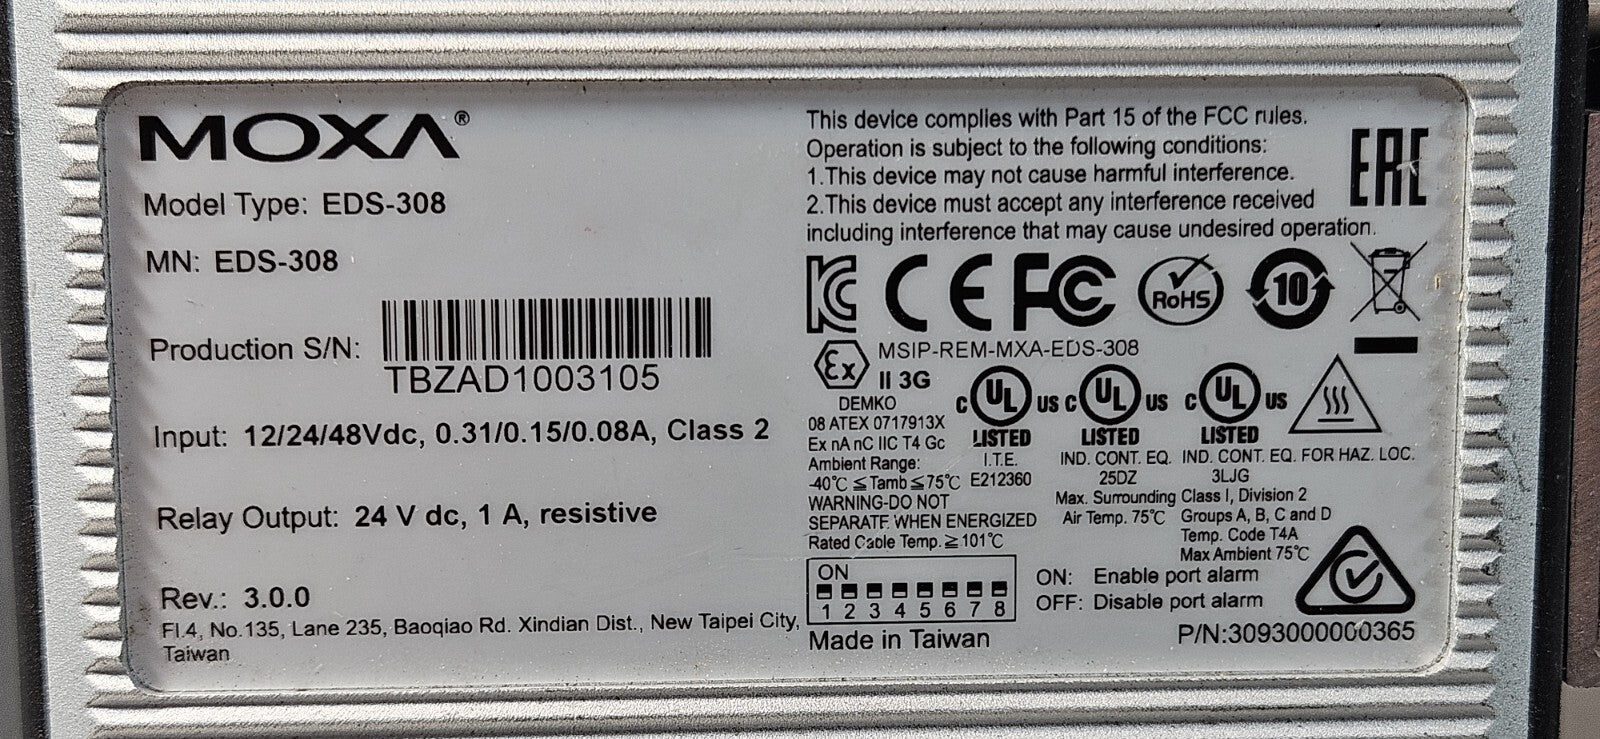 MOXA®
Model Type: EDS-308
MN: EDS-308
Production S/N:
TBZAD1003105
Input: 12/24/48Vdc, 0.31/0.15/0.08A, Class 2
Relay Output: 24 V dc, 1 A, resistive
Rev.: 3.0.0
Fl.4, No.135, Lane 235, Baoqiao Rd. Xindian Dist., New Taipei City,
Taiwan
This device complies with Part 15 of the FCC rules.
Operation is subject to the following conditions:
1.This device may not cause harmful interference.
2.This device must accept any interference received
including interference that may cause undesired operation.
EAC
KC CE FC RoHS 10
MSIP-REM-MXA-EDS-308
Ex II 3G
DEMKO
08 ATEX 0717913X
Ex nA nC IIC T4 Gc
Ambient Range:
-40°C ≦ Tamb ≦ 75°C
WARNING-DO NOT
SEPARATE WHEN ENERGIZED
Rated Cable Temp. ≧ 101°C
c UL us
LISTED
I.T.E.
E212360
c UL us
LISTED
IND. CONT. EQ.
25DZ
Max. Surrounding
Air Temp. 75°C
c UL us
LISTED
IND. CONT. EQ. FOR HAZ. LOC.
3LJG
Class I, Division 2
Groups A, B, C and D
Temp. Code T4A
Max Ambient 75°C
ON
1 2 3 4 5 6 7 8
ON: Enable port alarm
OFF: Disable port alarm
Made in Taiwan
P/N:3093000000365